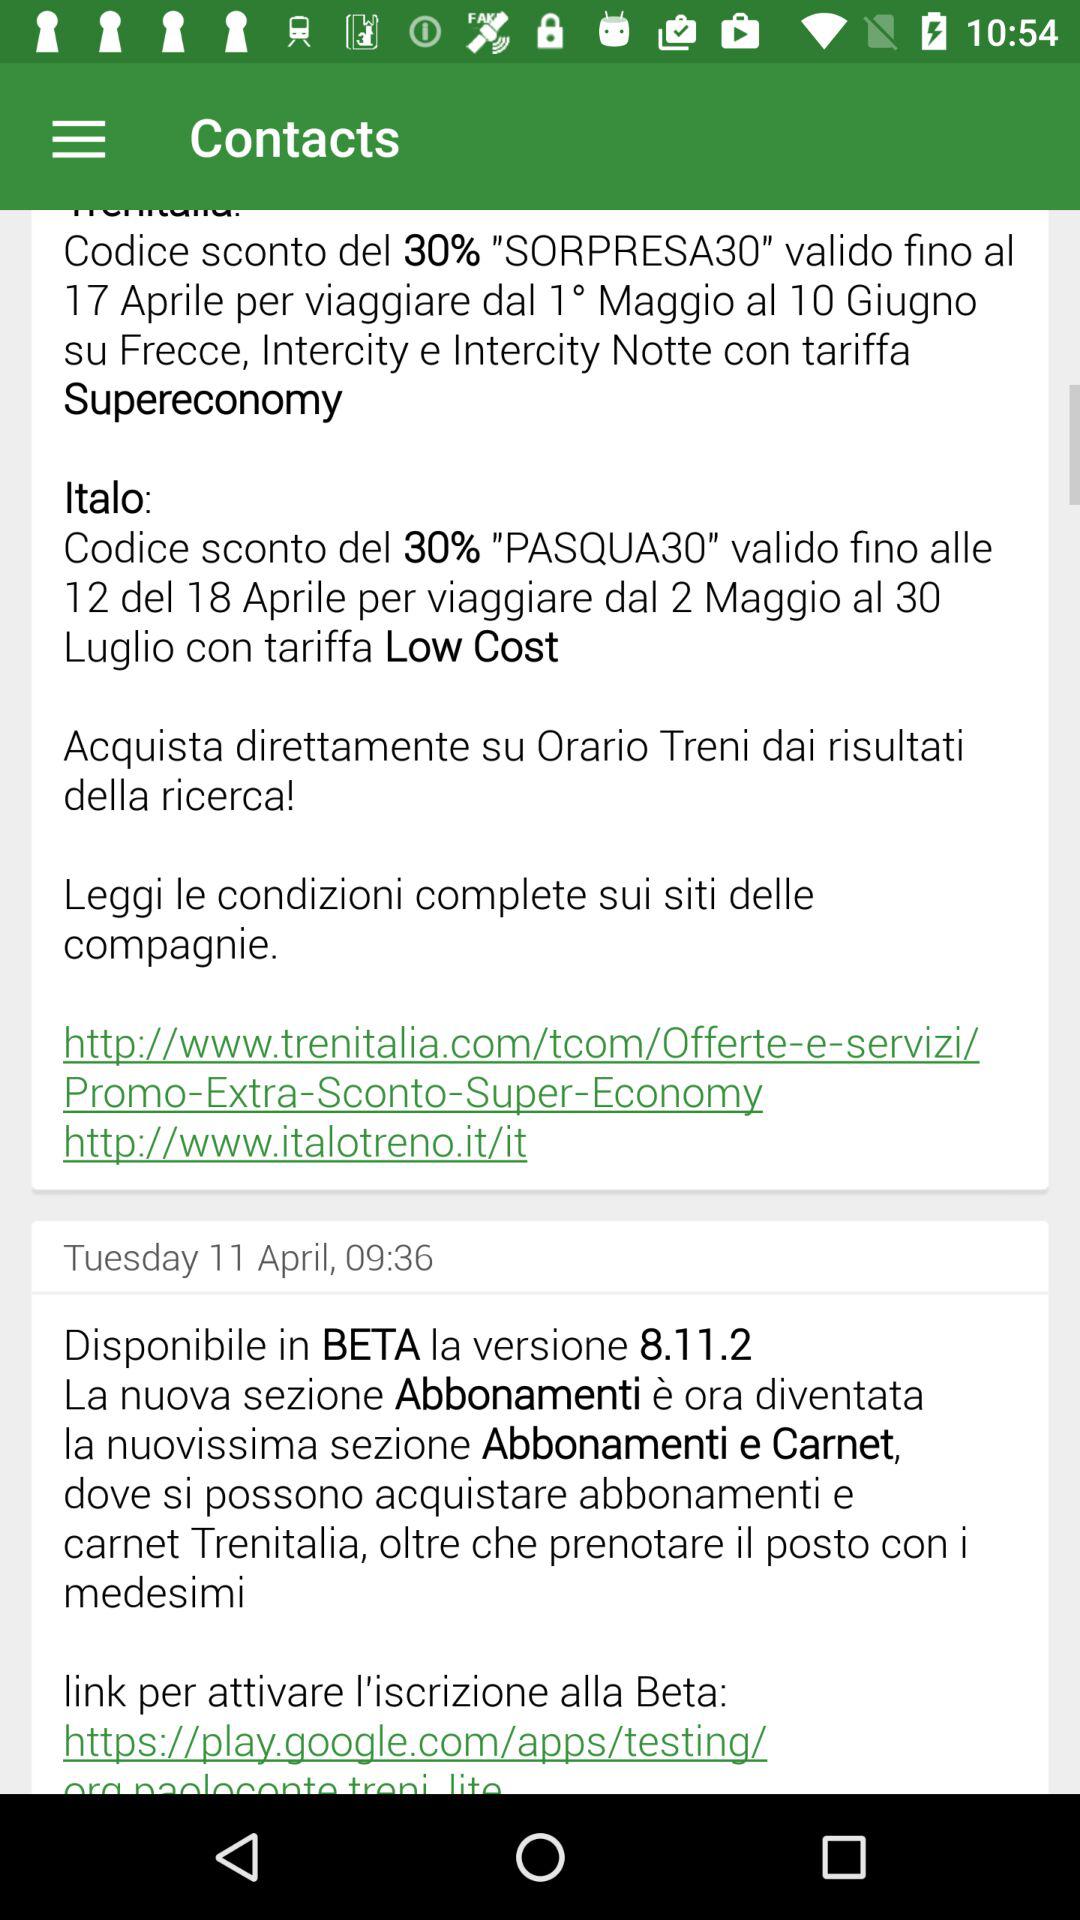 FAKE
10:54
Contacts
Trenitalia:
Codice sconto del 30% "SORPRESA30" valido fino al
17 Aprile per viaggiare dal 1° Maggio al 10 Giugno
su Frecce, Intercity e Intercity Notte con tariffa
Supereconomy
Italo:
Codice sconto del 30% "PASQUA30" valido fino alle
12 del 18 Aprile per viaggiare dal 2 Maggio al 30
Luglio con tariffa Low Cost
Acquista direttamente su Orario Treni dai risultati
della ricerca!
Leggi le condizioni complete sui siti delle
compagnie.
http://www.trenitalia.com/tcom/Offerte-e-servizi/
Promo-Extra-Sconto-Super-Economy
http://www.italotreno.it/it
Tuesday 11 April, 09:36
Disponibile in BETA la versione 8.11.2
La nuova sezione Abbonamenti è ora diventata
la nuovissima sezione Abbonamenti e Carnet,
dove si possono acquistare abbonamenti e
carnet Trenitalia, oltre che prenotare il posto con i
medesimi
link per attivare l'iscrizione alla Beta:
https://play.google.com/apps/testing/
org.paoloconte.treni_lite